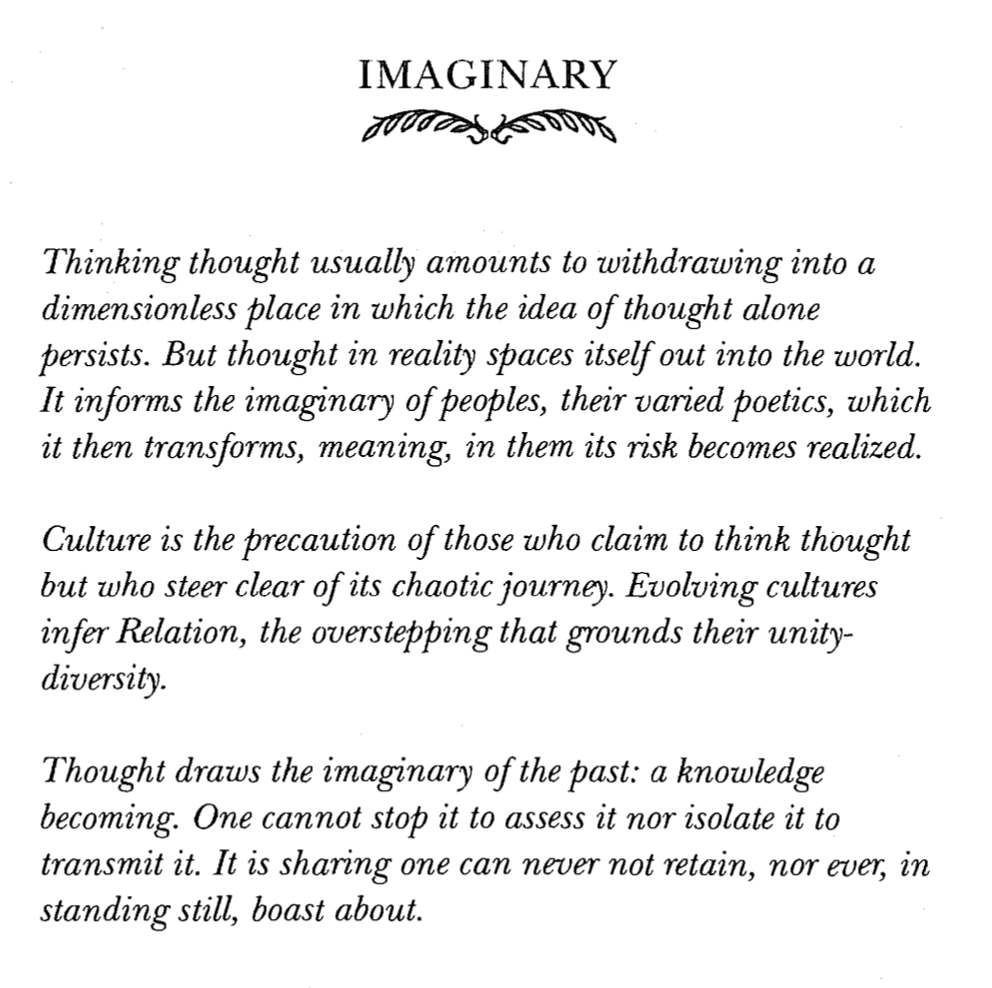 IMAGINARY
Thinking thought usually amounts to withdrawing into a
dimensionless place in which the idea of thought alone
persists. But thought in reality spaces itself out into the world.
It informs the imaginary of peoples, their varied poetics, which
it then transforms, meaning, in them its risk becomes realized.
Culture is the precaution of those who claim to think thought
but who steer clear of its chaotic journey. Evolving cultures
infer Relation, the overstepping that grounds their unity-
diversity.
Thought draws the imaginary of the past: a knowledge
becoming. One cannot stop it to assess it nor isolate it to
transmit it. It is sharing one can never not retain, nor ever, in
standing still, boast about.